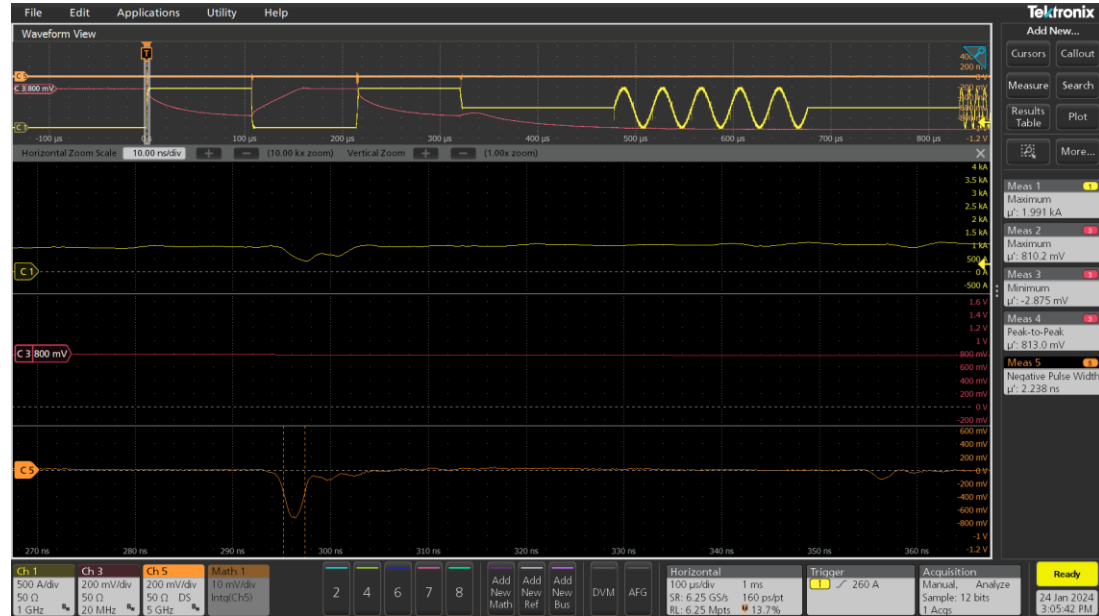 File Edit Applications Utility Help
Tektronix
Waveform View
Add New...
Cursors Callout
Measure Search
Results Table Plot
More...
T
C 5
C 3 800 mV
C 1
-1.2 V
-100 µs 0 s 100 µs 200 µs 300 µs 400 µs 500 µs 600 µs 700 µs 800 µs
Horizontal Zoom Scale 10.00 ns/div + − (10.00 kx zoom) Vertical Zoom + − (1.00x zoom)
4 kA
3.5 kA
3 kA
2.5 kA
2 kA
1.5 kA
1 kA
500 A
0 A
-500 A
C 1
1.6 V
1.4 V
1.2 V
1 V
800 mV
600 mV
400 mV
200 mV
0 V
-200 mV
C 3 800 mV
600 mV
400 mV
200 mV
0 V
-200 mV
-400 mV
-600 mV
-800 mV
-1 V
-1.2 V
C 5
270 ns 280 ns 290 ns 300 ns 310 ns 320 ns 330 ns 340 ns 350 ns 360 ns
Meas 1 1
Maximum
µ': 1.991 kA
Meas 2 3
Maximum
µ': 810.2 mV
Meas 3 3
Minimum
µ': -2.875 mV
Meas 4 3
Peak-to-Peak
µ': 813.0 mV
Meas 5 5
Negative Pulse Width
µ': 2.238 ns
Ch 1
500 A/div
50 Ω
1 GHz
Ch 3
200 mV/div
50 Ω
20 MHz
Ch 5
200 mV/div
50 Ω DS
5 GHz
Math 1
10 mV/div
Intg(Ch5)
2 4 6 7 8
Add New Math
Add New Ref
Add New Bus
DVM AFG
Horizontal
100 µs/div 1 ms
SR: 6.25 GS/s 160 ps/pt
RL: 6.25 Mpts 13.7%
Trigger
1 260 A
Acquisition
Manual, Analyze
Sample: 12 bits
1 Acqs
Ready
24 Jan 2024
3:05:42 PM